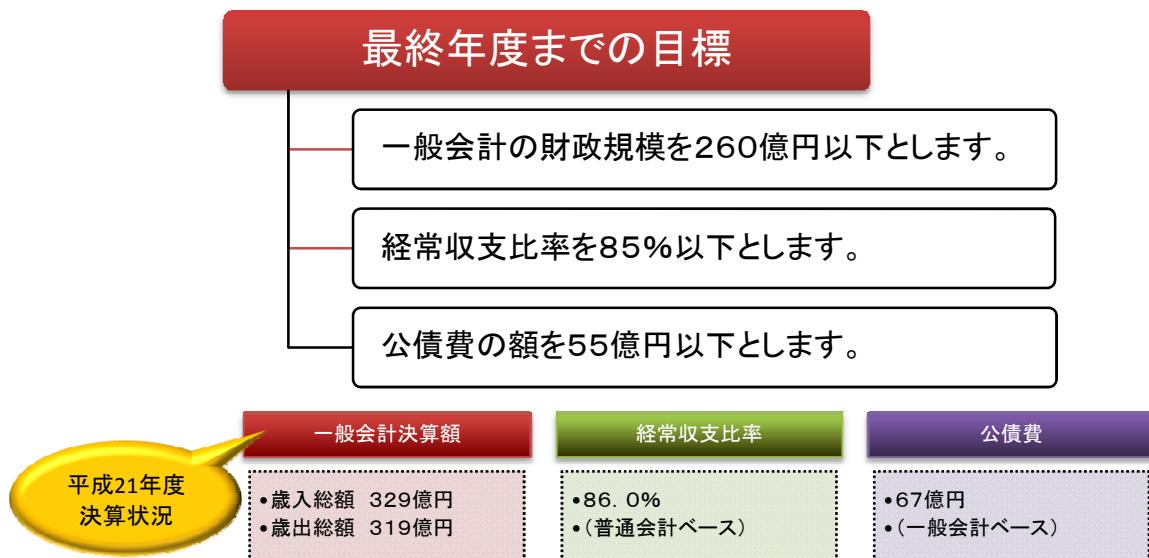 最終年度までの目標
一般会計の財政規模を260億円以下とします。
経常収支比率を85%以下とします。
公債費の額を55億円以下とします。
平成21年度
決算状況
一般会計決算額
•歳入総額 329億円
•歳出総額 319億円
経常収支比率
•86.0%
•(普通会計ベース)
公債費
•67億円
•(一般会計ベース)